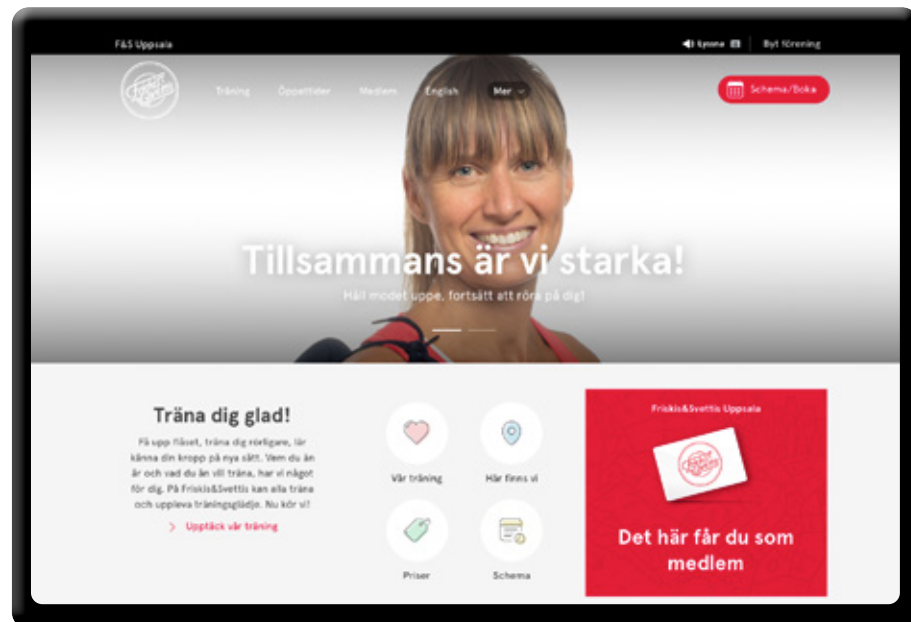 F&S Uppsala
Lyssna
Byt förening
Friskis Svettis
Träning
Öppettider
Medlem
English
Mer
Schema/Boka
Tillsammans är vi starka!
Håll modet uppe, fortsätt att röra på dig!
Träna dig glad!
Få upp flåset, träna dig rörligare, lär
känna din kropp på nya sätt. Vem du än
är och vad du än vill träna, har vi något
för dig. På Friskis&Svettis kan alla träna
och uppleva träningsglädje. Nu kör vi!
Upptäck vår träning
Vår träning
Här finns vi
Priser
Schema
Friskis&Svettis Uppsala
Det här får du som
medlem